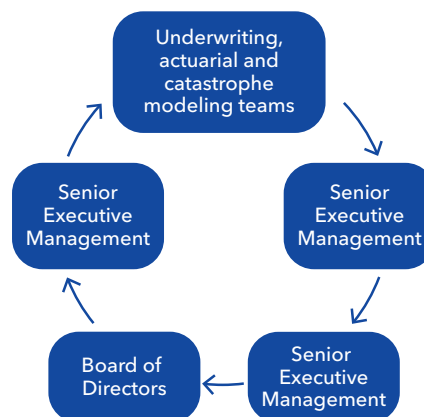 Underwriting,
actuarial and
catastrophe
modeling teams
Senior
Executive
Management
Senior
Executive
Management
Senior
Executive
Management
Board of
Directors